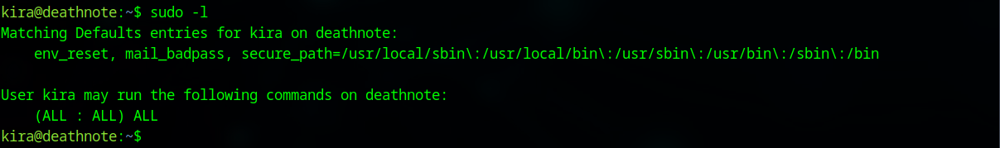 kira@deathnote:~$ sudo -l
Matching Defaults entries for kira on deathnote:
    env_reset, mail_badpass, secure_path=/usr/local/sbin\:/usr/local/bin\:/usr/sbin\:/usr/bin\:/sbin\:/bin

User kira may run the following commands on deathnote:
    (ALL : ALL) ALL
kira@deathnote:~$